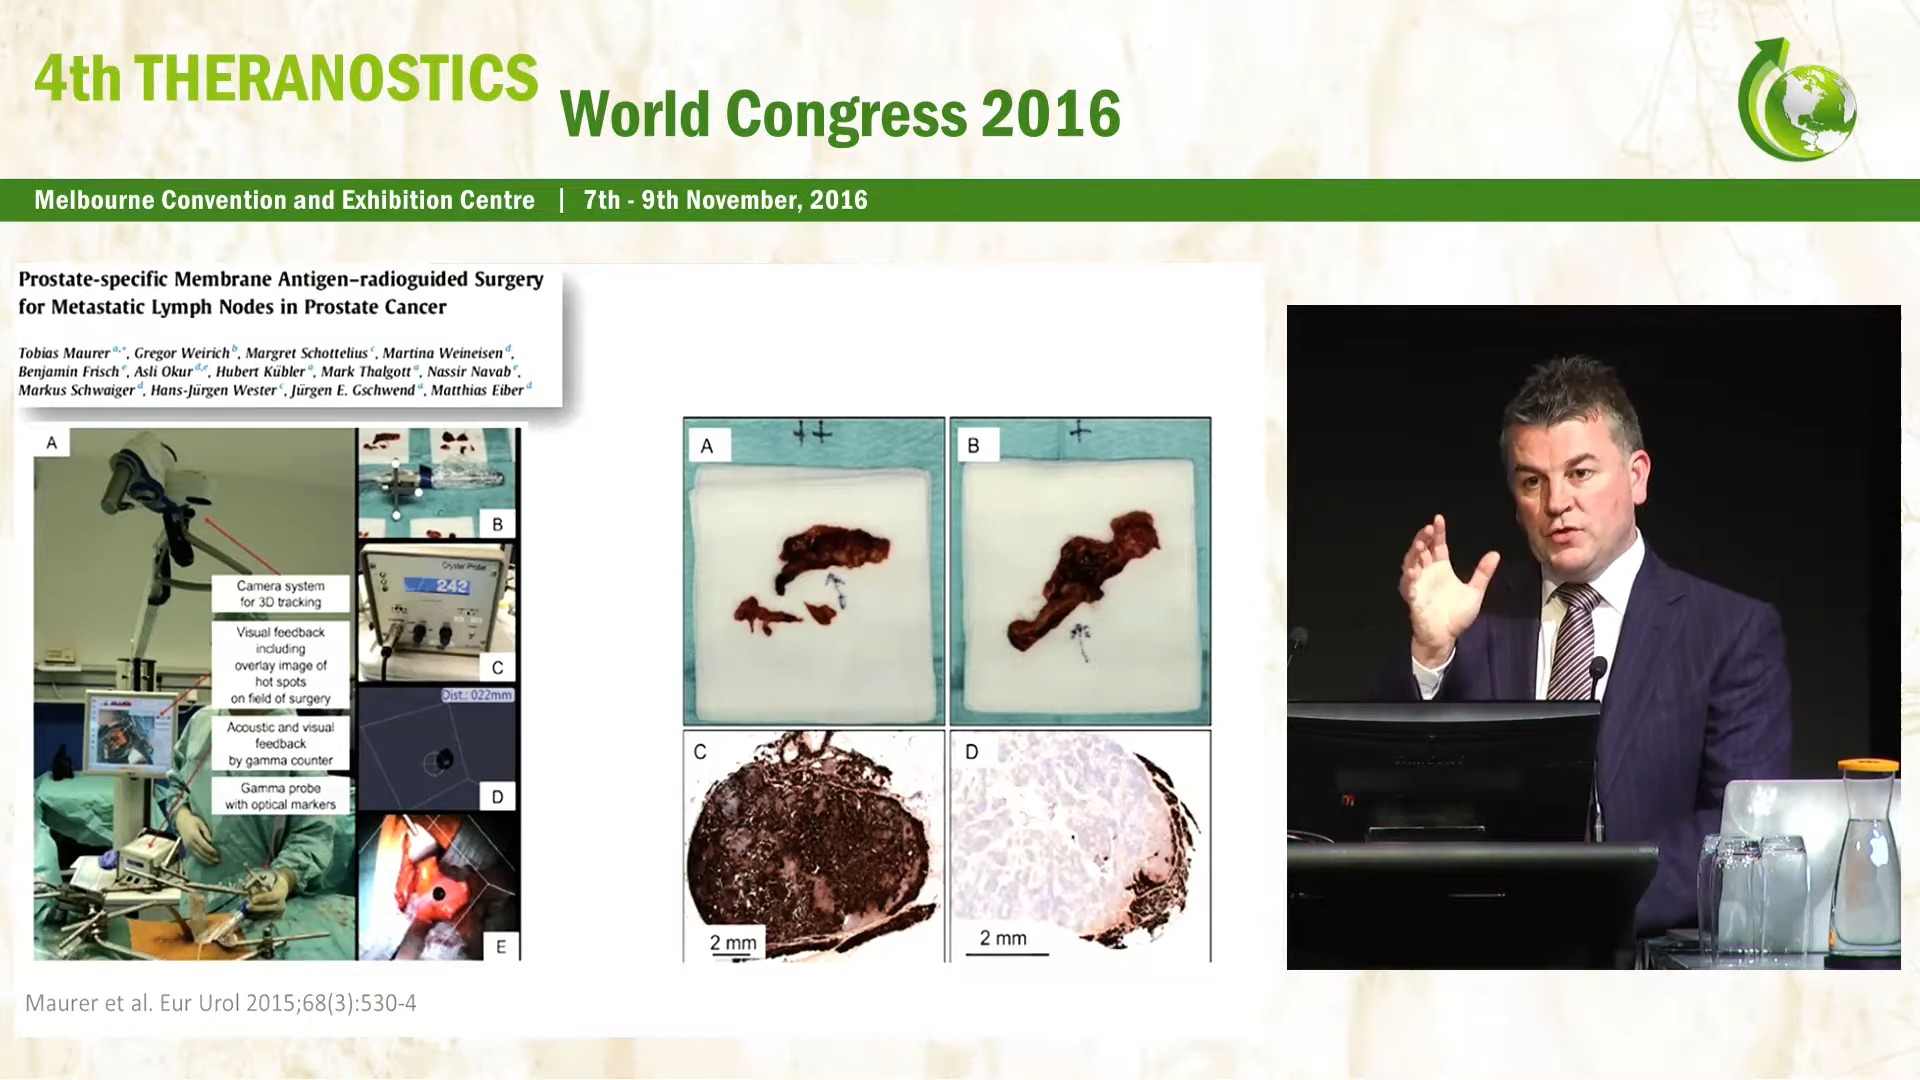 4th THERANOSTICS
World Congress 2016
Melbourne Convention and Exhibition Centre | 7th - 9th November, 2016
Prostate-specific Membrane Antigen–radioguided Surgery
for Metastatic Lymph Nodes in Prostate Cancer
Tobias Maurer a,*, Gregor Weirich b, Margret Schottelius c, Martina Weineisen d,
Benjamin Frisch e, Asli Okur d,e, Hubert Kübler a, Mark Thalgott a, Nassir Navab e,
Markus Schwaiger d, Hans-Jürgen Wester c, Jürgen E. Gschwend a, Matthias Eiber d
A
Camera system
for 3D tracking
Visual feedback
including
overlay image of
hot spots
on field of surgery
Acoustic and visual
feedback
by gamma counter
Gamma probe
with optical markers
B
Crystal Probe
242
C
Dist.: 022mm
D
E
A
B
C
2 mm
D
2 mm
Maurer et al. Eur Urol 2015;68(3):530-4